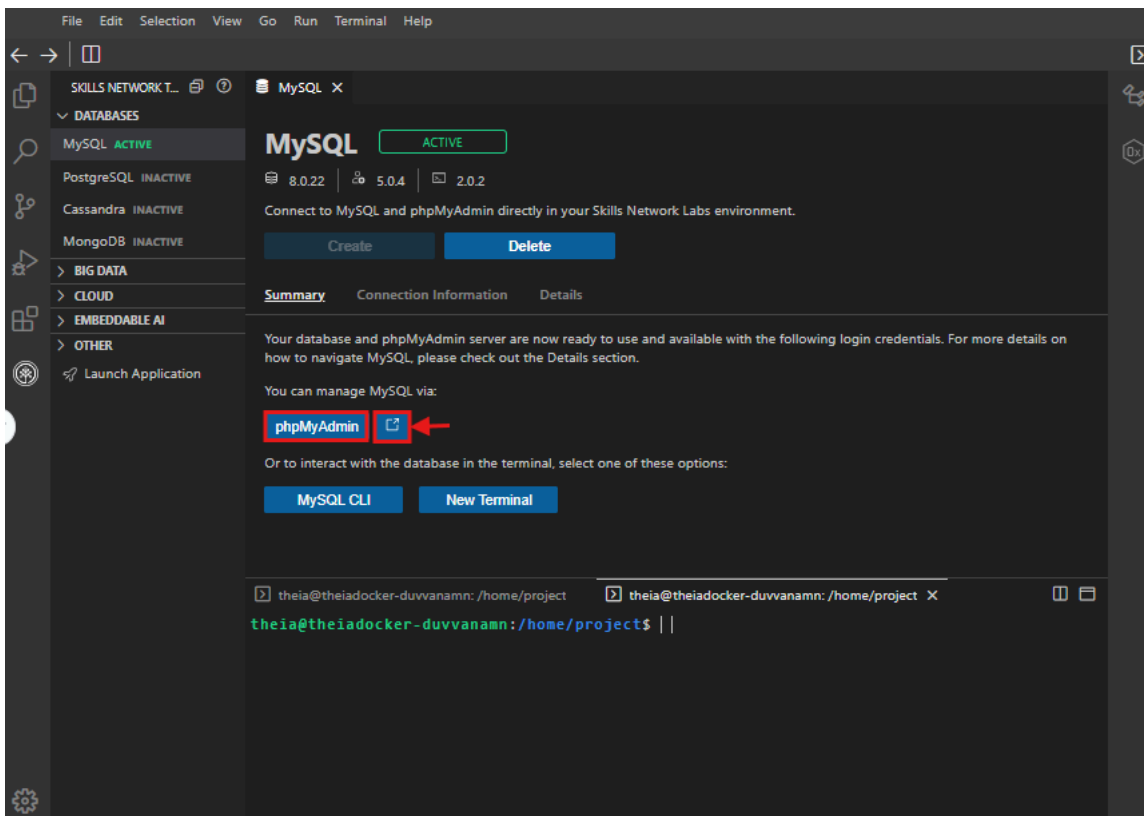 File Edit Selection View Go Run Terminal Help
SKILLS NETWORK T...
MySQL
DATABASES
MySQL ACTIVE
PostgreSQL INACTIVE
Cassandra INACTIVE
MongoDB INACTIVE
BIG DATA
CLOUD
EMBEDDABLE AI
OTHER
Launch Application
MySQL ACTIVE
8.0.22 5.0.4 2.0.2
Connect to MySQL and phpMyAdmin directly in your Skills Network Labs environment.
Create Delete
Summary Connection Information Details
Your database and phpMyAdmin server are now ready to use and available with the following login credentials. For more details on
how to navigate MySQL, please check out the Details section.
You can manage MySQL via:
phpMyAdmin
Or to interact with the database in the terminal, select one of these options:
MySQL CLI New Terminal
theia@theiadocker-duvvanamn: /home/project theia@theiadocker-duvvanamn: /home/project
theia@theiadocker-duvvanamn:/home/project$